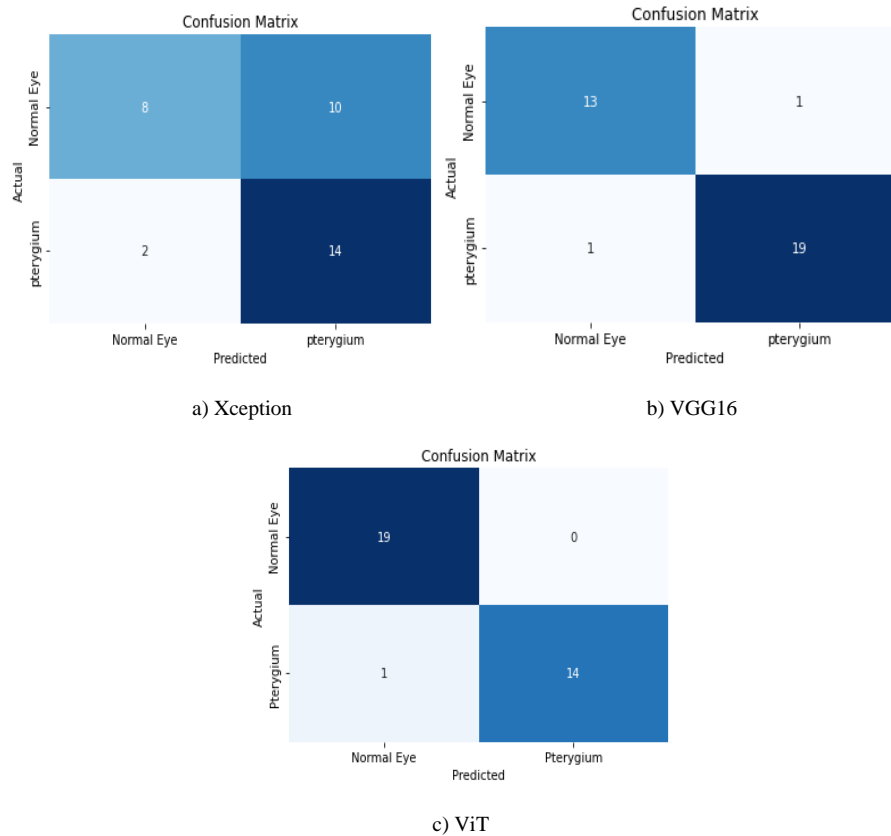 Confusion Matrix
Normal Eye
8
10
Actual
pterygium
2
14
Normal Eye
pterygium
Predicted
a) Xception
Confusion Matrix
Normal Eye
13
1
Actual
pterygium
1
19
Normal Eye
pterygium
Predicted
b) VGG16
Confusion Matrix
Normal Eye
19
0
Actual
Pterygium
1
14
Normal Eye
Pterygium
Predicted
c) ViT